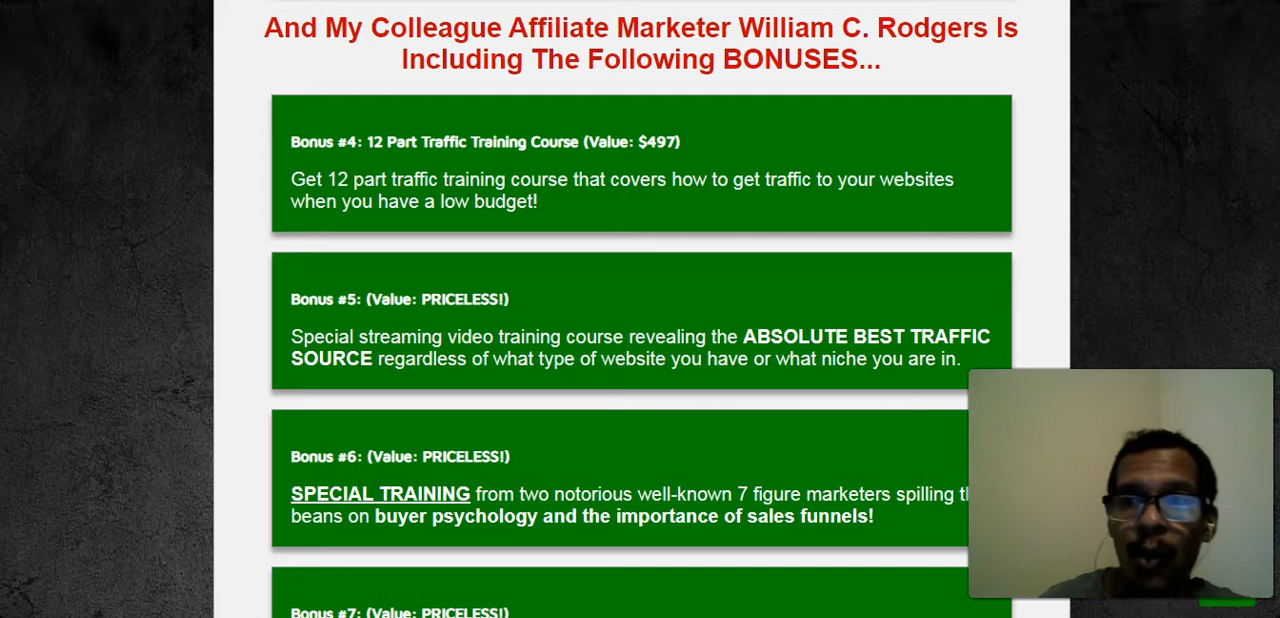 And My Colleague Affiliate Marketer William C. Rodgers Is
Including The Following BONUSES...
Bonus #4: 12 Part Traffic Training Course (Value: $497)
Get 12 part traffic training course that covers how to get traffic to your websites
when you have a low budget!
Bonus #5: (Value: PRICELESS!)
Special streaming video training course revealing the ABSOLUTE BEST TRAFFIC
SOURCE regardless of what type of website you have or what niche you are in.
Bonus #6: (Value: PRICELESS!)
SPECIAL TRAINING from two notorious well-known 7 figure marketers spilling
beans on buyer psychology and the importance of sales funnels!
Bonus #7: (Value: PRICELESS!)